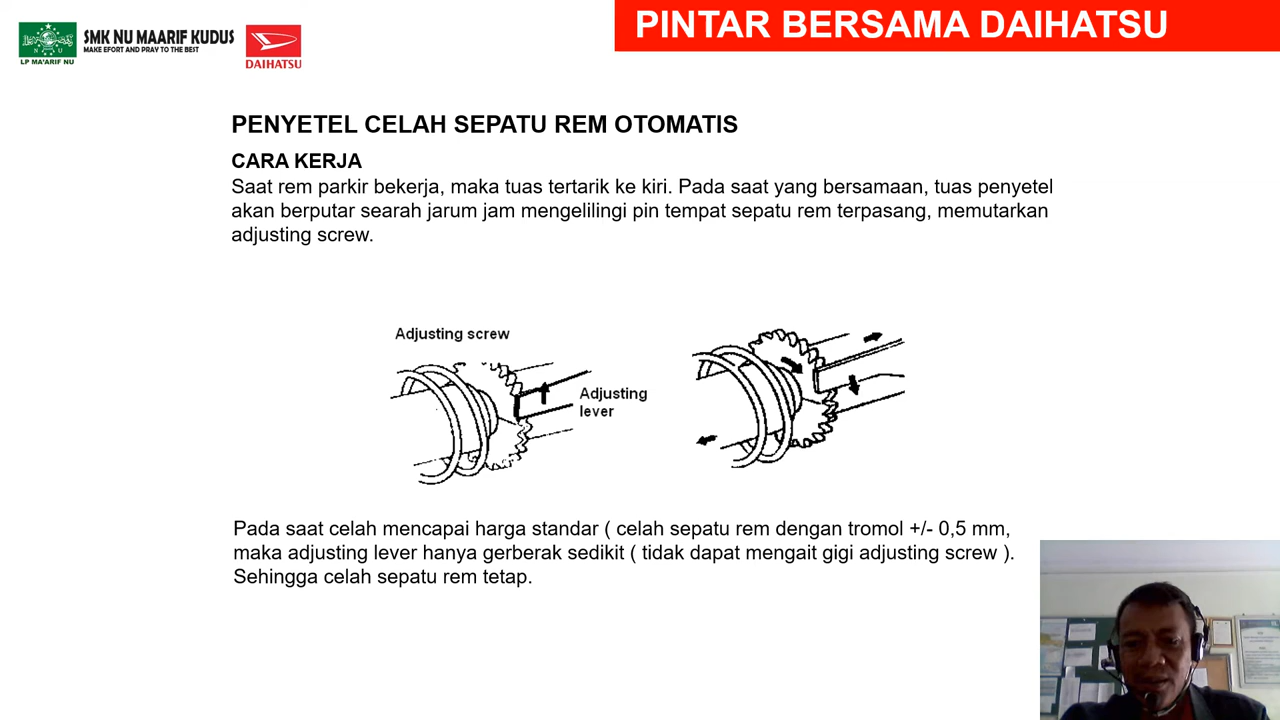 SMK NU MAARIF KUDUS
MAKE EFORT AND PRAY TO THE BEST
N U
LP MA'ARIF NU
DAIHATSU
PINTAR BERSAMA DAIHATSU
PENYETEL CELAH SEPATU REM OTOMATIS
CARA KERJA
Saat rem parkir bekerja, maka tuas tertarik ke kiri. Pada saat yang bersamaan, tuas penyetel
akan berputar searah jarum jam mengelilingi pin tempat sepatu rem terpasang, memutarkan
adjusting screw.
Adjusting screw
Adjusting
lever
Pada saat celah mencapai harga standar ( celah sepatu rem dengan tromol +/- 0,5 mm,
maka adjusting lever hanya gerberak sedikit ( tidak dapat mengait gigi adjusting screw ).
Sehingga celah sepatu rem tetap.